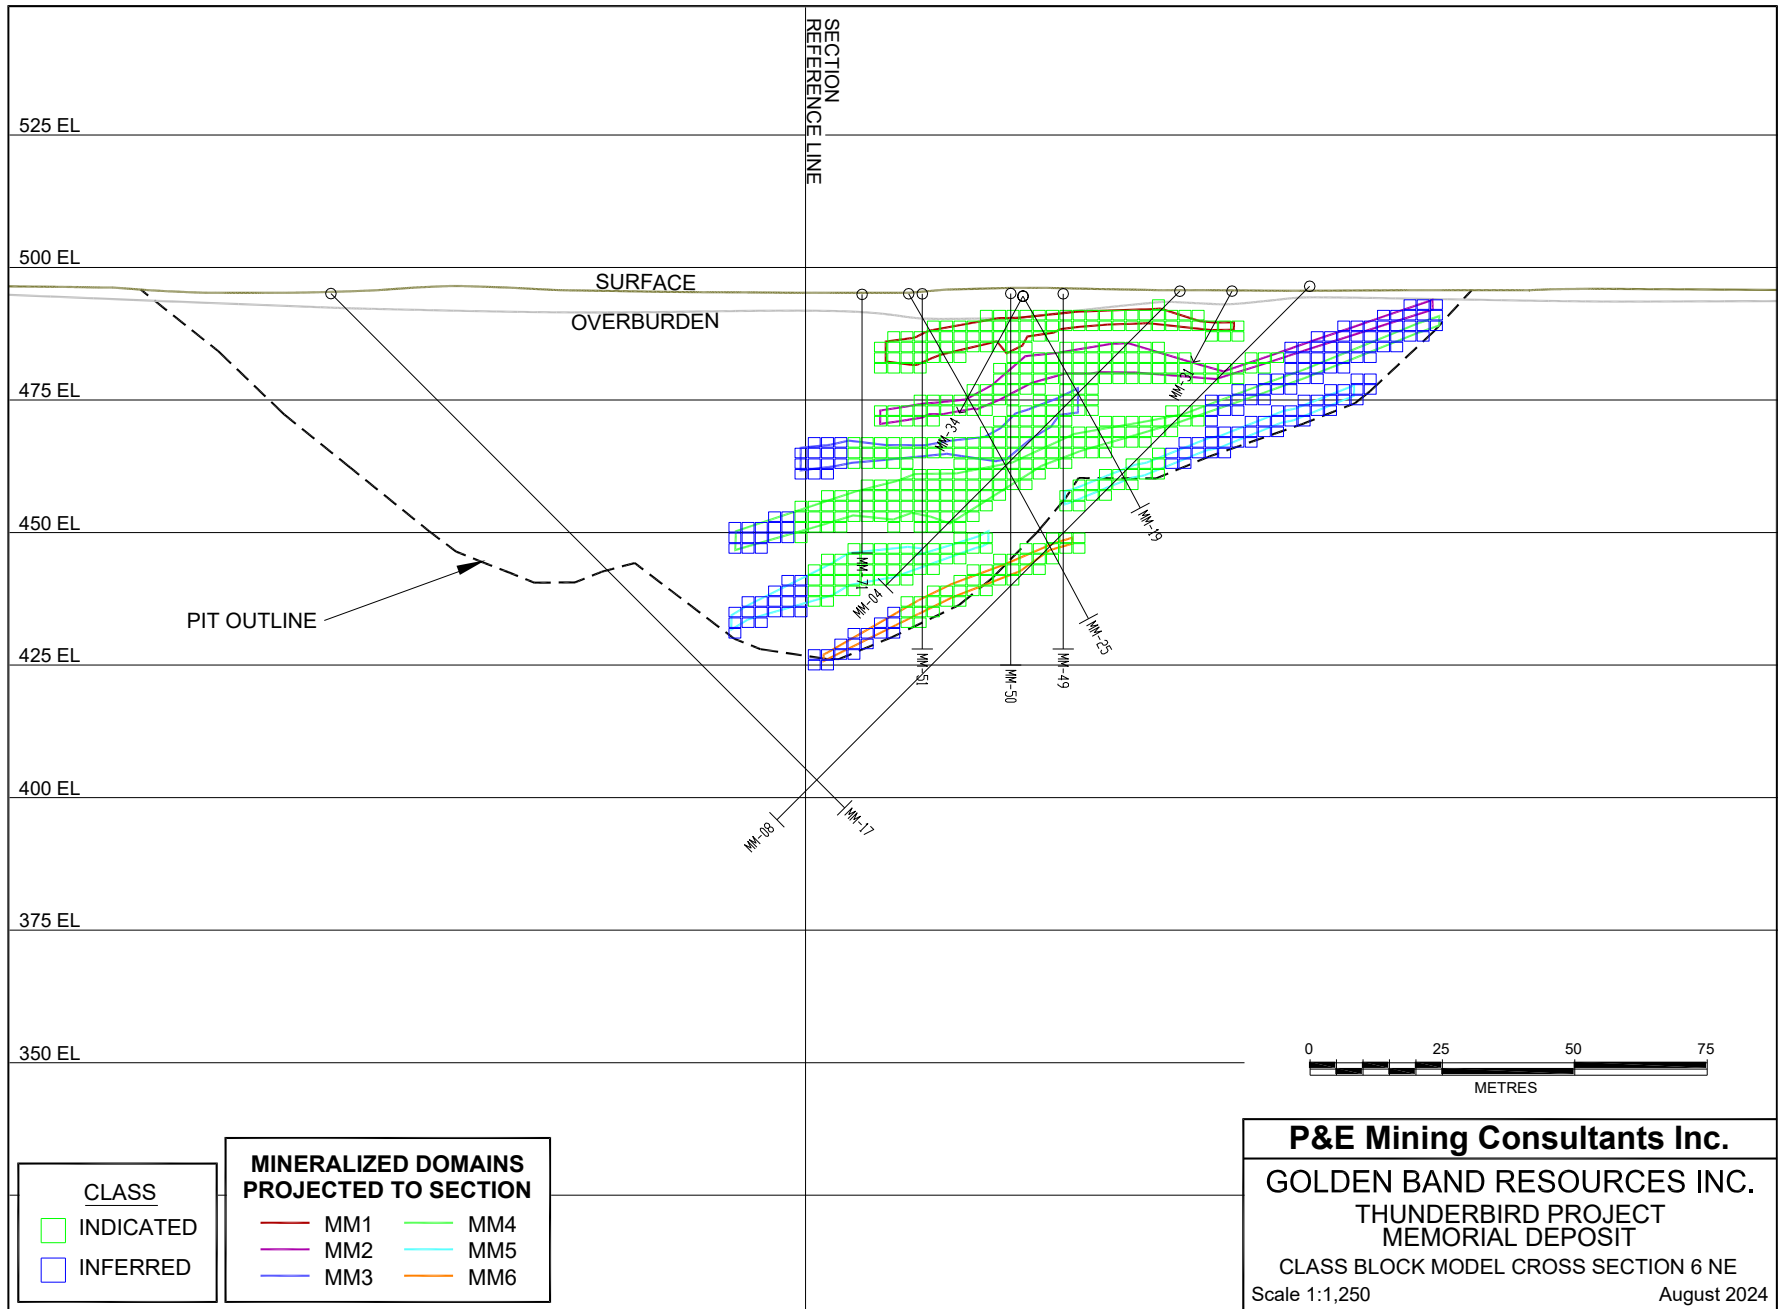 SECTION
REFERENCE LINE
525 EL
500 EL
SURFACE
OVERBURDEN
475 EL
MM-31
MM-34
450 EL
MM-19
MM-71
MM-04
PIT OUTLINE
MM-25
425 EL
MM-51
MM-50
MM-49
400 EL
MM-08
MM-17
375 EL
350 EL
0 25 50 75
METRES
CLASS
INDICATED
INFERRED
MINERALIZED DOMAINS
PROJECTED TO SECTION
MM1 MM4
MM2 MM5
MM3 MM6
P&E Mining Consultants Inc.
GOLDEN BAND RESOURCES INC.
THUNDERBIRD PROJECT
MEMORIAL DEPOSIT
CLASS BLOCK MODEL CROSS SECTION 6 NE
Scale 1:1,250 August 2024